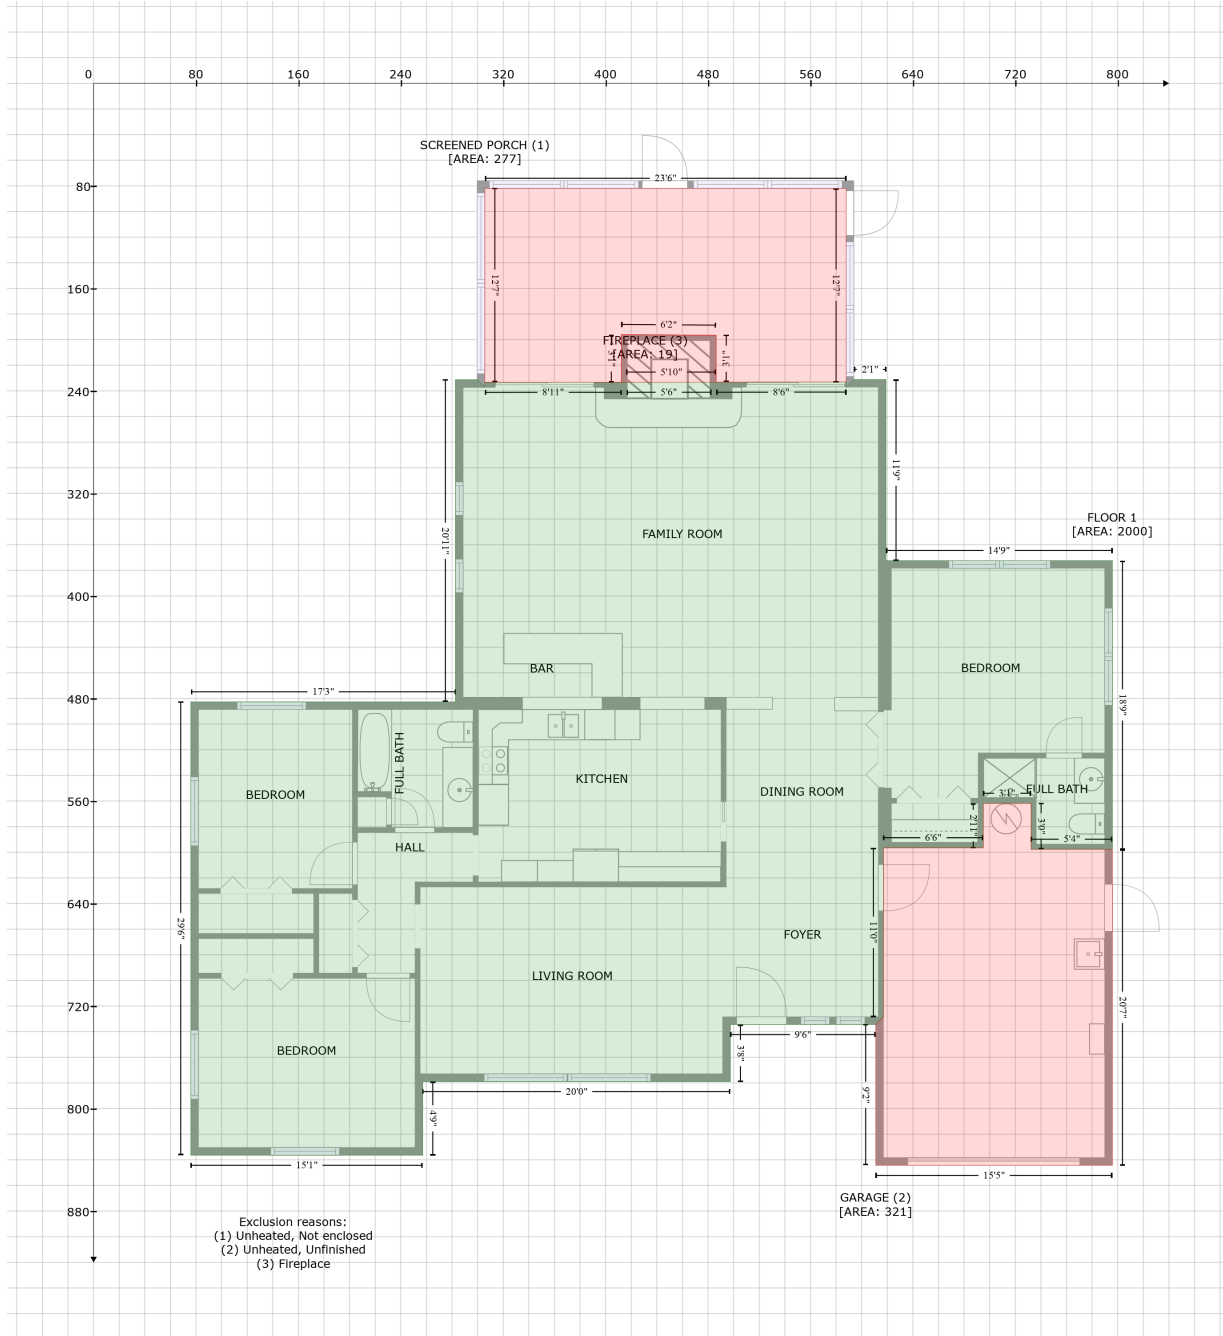 0 80 160 240 320 400 480 560 640 720 800
SCREENED PORCH (1)
[AREA: 277]
23'6"
80
12'7"
12'7"
160
6'2"
FIREPLACE (3)
[AREA: 19]
3'1"
3'1"
5'10"
2'1"
240
8'11"
5'6"
8'6"
11'9"
320
FLOOR 1
[AREA: 2000]
20'11"
FAMILY ROOM
14'9"
400
BAR
BEDROOM
480
17'3"
18'9"
FULL BATH
KITCHEN
BEDROOM
DINING ROOM
FULL BATH
3'1"
560
2'11"
3'0"
6'6"
5'4"
HALL
640
29'6"
FOYER
11'0"
LIVING ROOM
720
20'7"
9'6"
3'8"
BEDROOM
20'0"
9'2"
800
4'9"
15'1"
15'5"
GARAGE (2)
[AREA: 321]
880
Exclusion reasons:
(1) Unheated, Not enclosed
(2) Unheated, Unfinished
(3) Fireplace